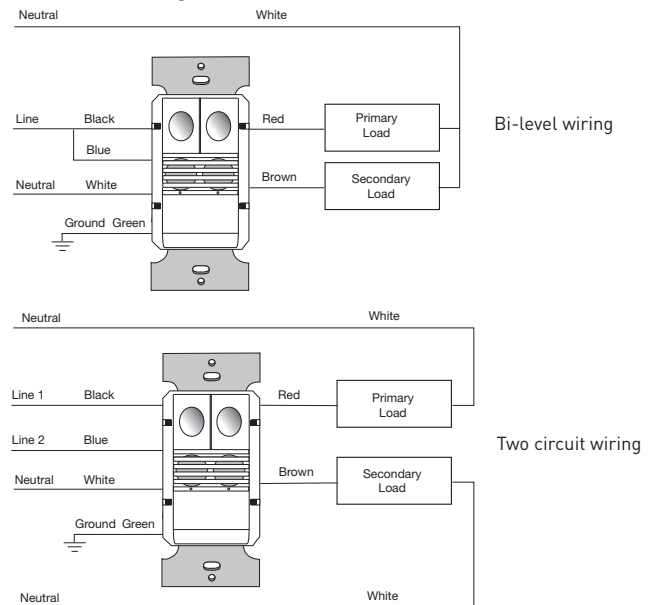 Neutral White
Line Black Red Primary Load
Bi-level wiring
Blue
Neutral White Brown Secondary Load
Ground Green
Neutral White
Line 1 Black Red Primary Load
Line 2 Blue
Two circuit wiring
Neutral White Brown Secondary Load
Ground Green
Neutral White